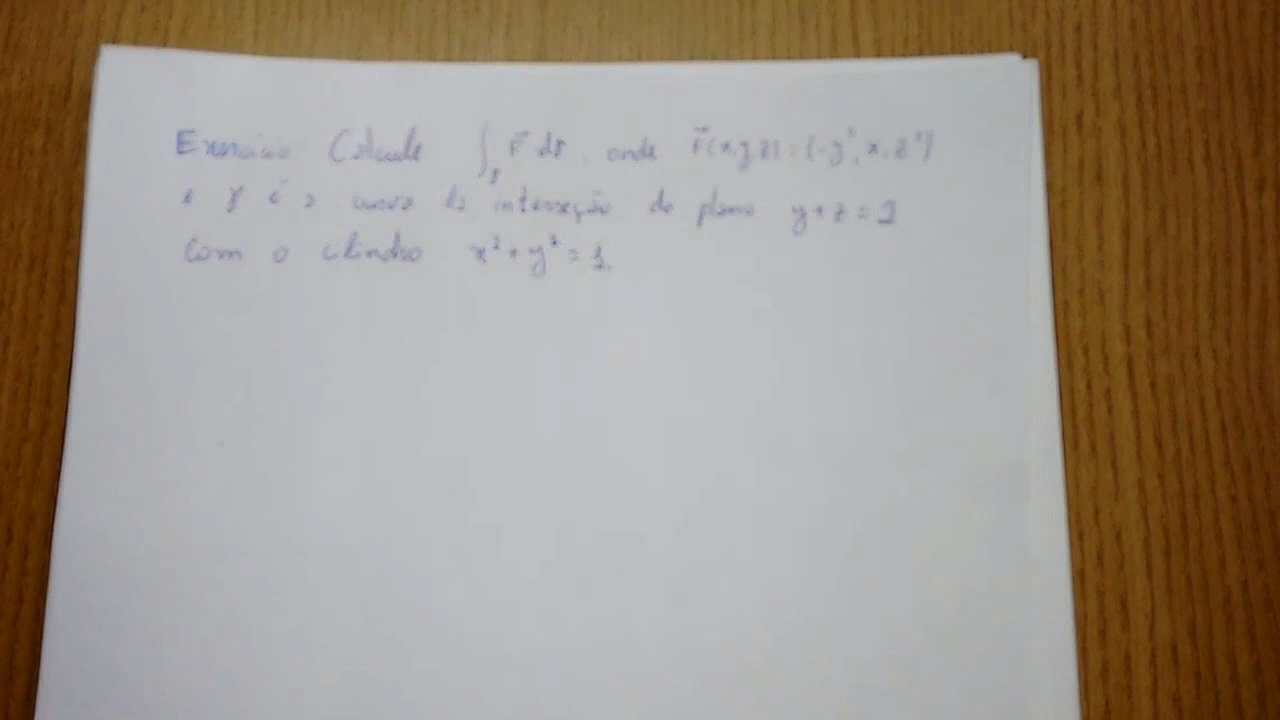 Exercício Calcule ∫γ F dr, onde F⃗(x,y,z) = (-y², x, z²)
e γ é a curva de interseção do plano y+z=2
com o cilindro x²+y²=1.